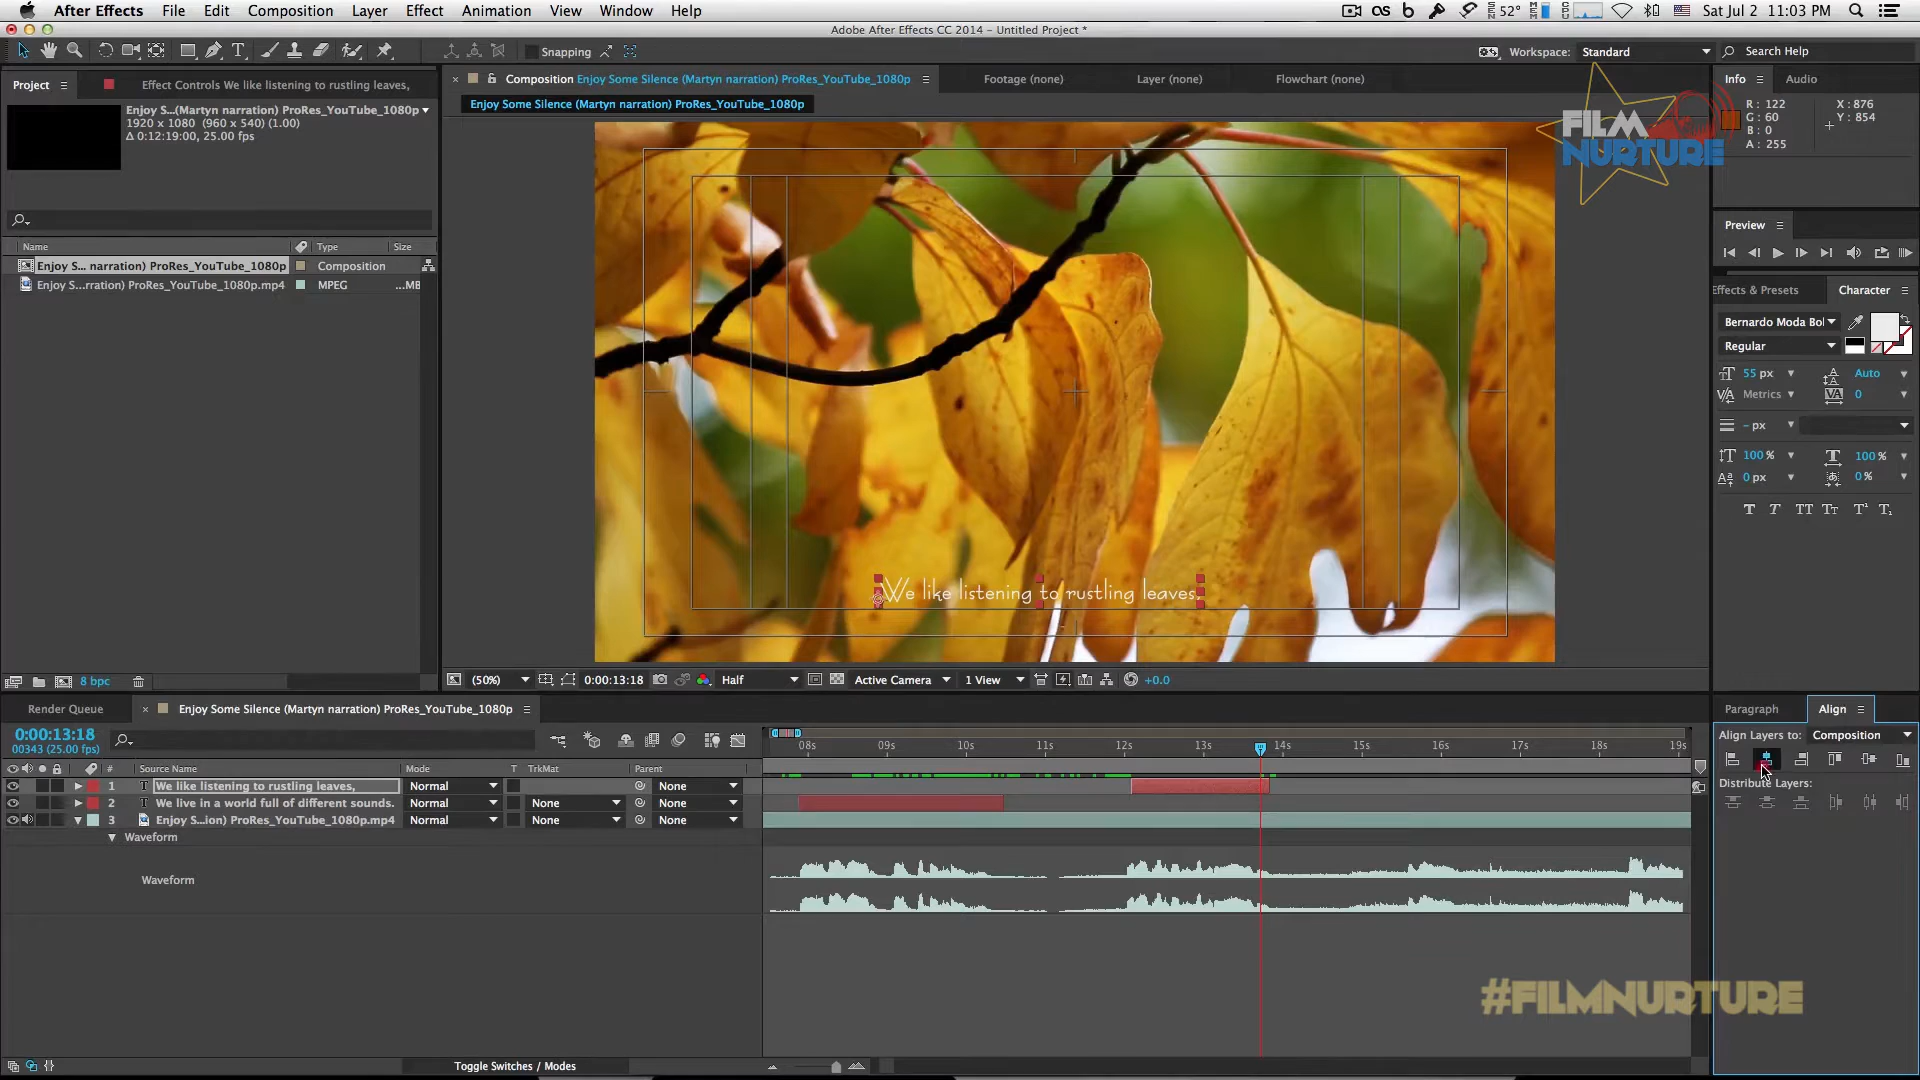 After Effects File Edit Composition Layer Effect Animation View Window Help
52° Sat Jul 2 11:03 PM
Adobe After Effects CC 2014 - Untitled Project *
Snapping
Workspace: Standard Search Help
Project Effect Controls We like listening to rustling leaves,
Composition Enjoy Some Silence (Martyn narration) ProRes_YouTube_1080p Footage (none) Layer (none) Flowchart (none)
Info Audio
Enjoy Some Silence (Martyn narration) ProRes_YouTube_1080p
Enjoy S...(Martyn narration) ProRes_YouTube_1080p
1920 x 1080 (960 x 540) (1.00)
Δ 0:12:19:00, 25.00 fps
R : 122 X : 876
G : 60 Y : 854
B : 0
A : 255
FILM
NURTURE
Preview
Name Type Size
Enjoy S... narration) ProRes_YouTube_1080p Composition
Enjoy S...rration) ProRes_YouTube_1080p.mp4 MPEG ...MB
Effects & Presets Character
Bernardo Moda Bol
Regular
55 px Auto
Metrics 0
- px
100 % 100 %
0 px 0 %
We like listening to rustling leaves,
8 bpc
(50%) 0:00:13:18 Half Active Camera 1 View +0.0
Render Queue Enjoy Some Silence (Martyn narration) ProRes_YouTube_1080p
Paragraph Align
0:00:13:18
00343 (25.00 fps)
Align Layers to: Composition
08s 09s 10s 11s 12s 13s 14s 15s 16s 17s 18s 19s
# Source Name Mode T TrkMat Parent
Distribute Layers:
1 T We like listening to rustling leaves, Normal None
2 T We live in a world full of different sounds. Normal None None
3 Enjoy S...ion) ProRes_YouTube_1080p.mp4 Normal None None
Waveform
Waveform
#FILMNURTURE
Toggle Switches / Modes